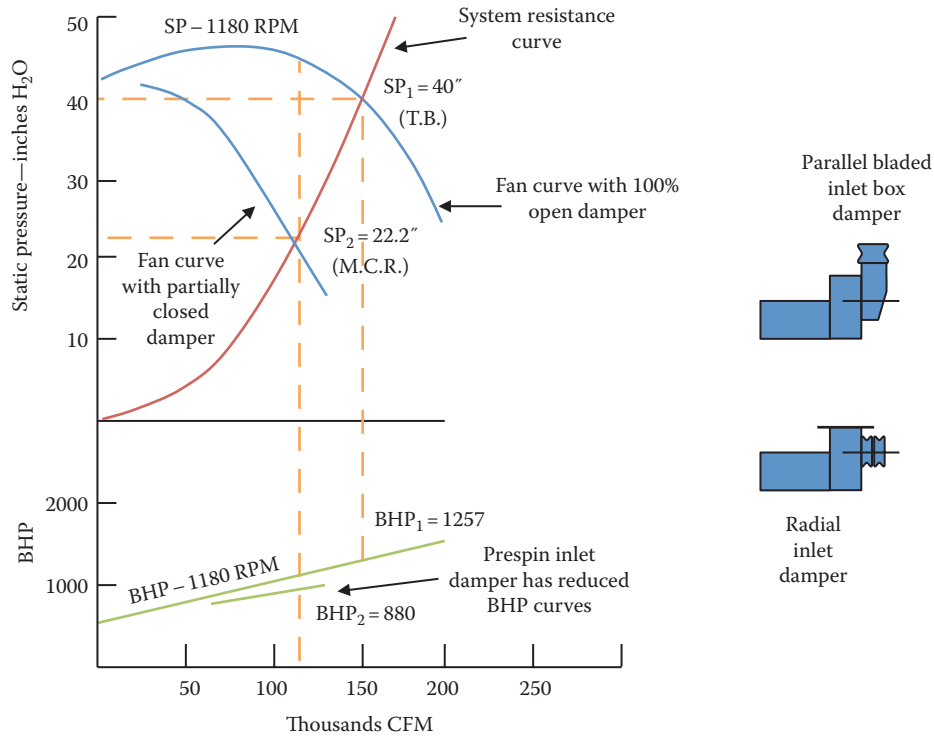 Static pressure—inches H₂O
50
40
30
20
10
SP – 1180 RPM
System resistance
curve
SP₁ = 40″
(T.B.)
Fan curve with 100%
open damper
SP₂ = 22.2″
(M.C.R.)
Fan curve
with partially
closed
damper
BHP
2000
1000
BHP – 1180 RPM
BHP₁ = 1257
Prespin inlet
damper has reduced
BHP curves
BHP₂ = 880
50
100
150
200
250
Thousands CFM
Parallel bladed
inlet box
damper
Radial
inlet
damper